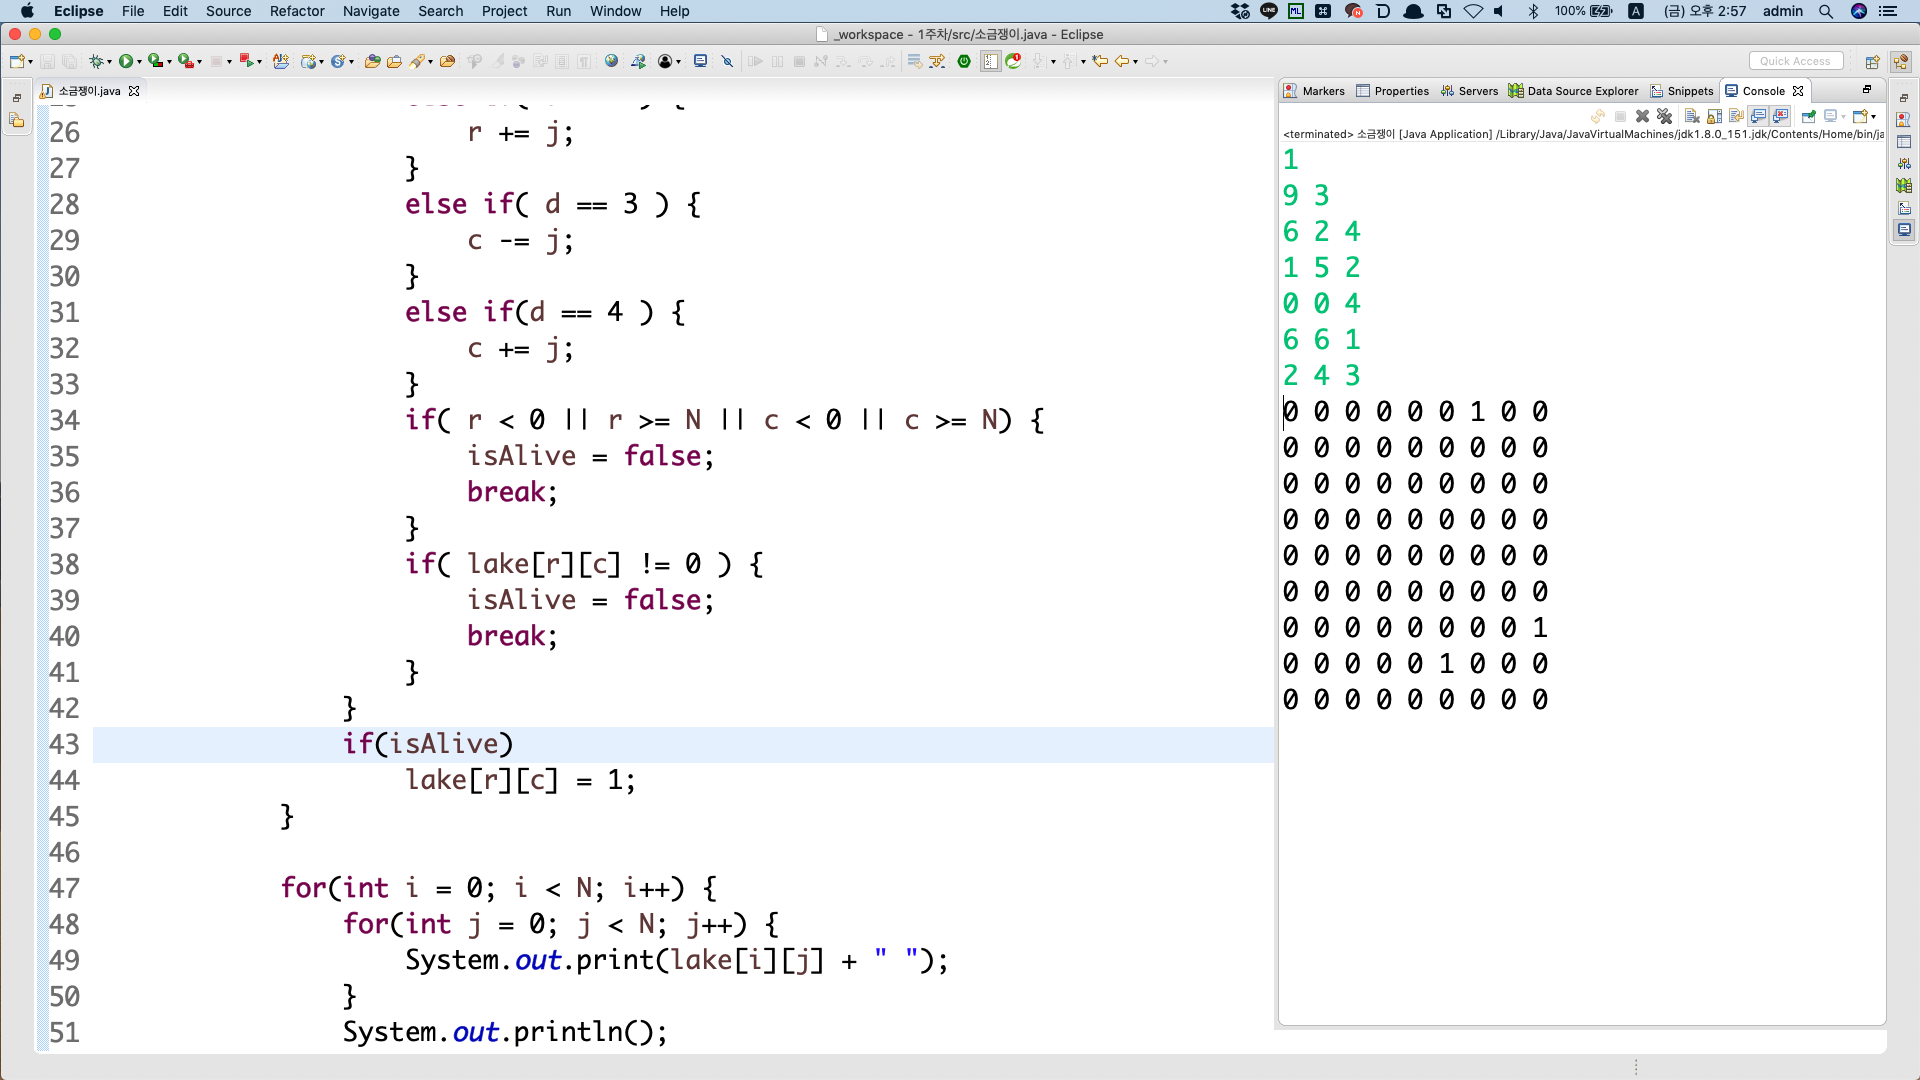 Eclipse File Edit Source Refactor Navigate Search Project Run Window Help 100% A (금) 오후 2:57 admin
_workspace - 1주차/src/소금쟁이.java - Eclipse
Quick Access
소금쟁이.java
26 r += j;
27 }
28 else if( d == 3 ) {
29 c -= j;
30 }
31 else if(d == 4 ) {
32 c += j;
33 }
34 if( r < 0 || r >= N || c < 0 || c >= N) {
35 isAlive = false;
36 break;
37 }
38 if( lake[r][c] != 0 ) {
39 isAlive = false;
40 break;
41 }
42 }
43 if(isAlive)
44 lake[r][c] = 1;
45 }
46
47 for(int i = 0; i < N; i++) {
48 for(int j = 0; j < N; j++) {
49 System.out.print(lake[i][j] + " ");
50 }
51 System.out.println();
Markers Properties Servers Data Source Explorer Snippets Console
<terminated> 소금쟁이 [Java Application] /Library/Java/JavaVirtualMachines/jdk1.8.0_151.jdk/Contents/Home/bin/ja
1
9 3
6 2 4
1 5 2
0 0 4
6 6 1
2 4 3
0 0 0 0 0 0 1 0 0
0 0 0 0 0 0 0 0 0
0 0 0 0 0 0 0 0 0
0 0 0 0 0 0 0 0 0
0 0 0 0 0 0 0 0 0
0 0 0 0 0 0 0 0 0
0 0 0 0 0 0 0 0 1
0 0 0 0 0 1 0 0 0
0 0 0 0 0 0 0 0 0